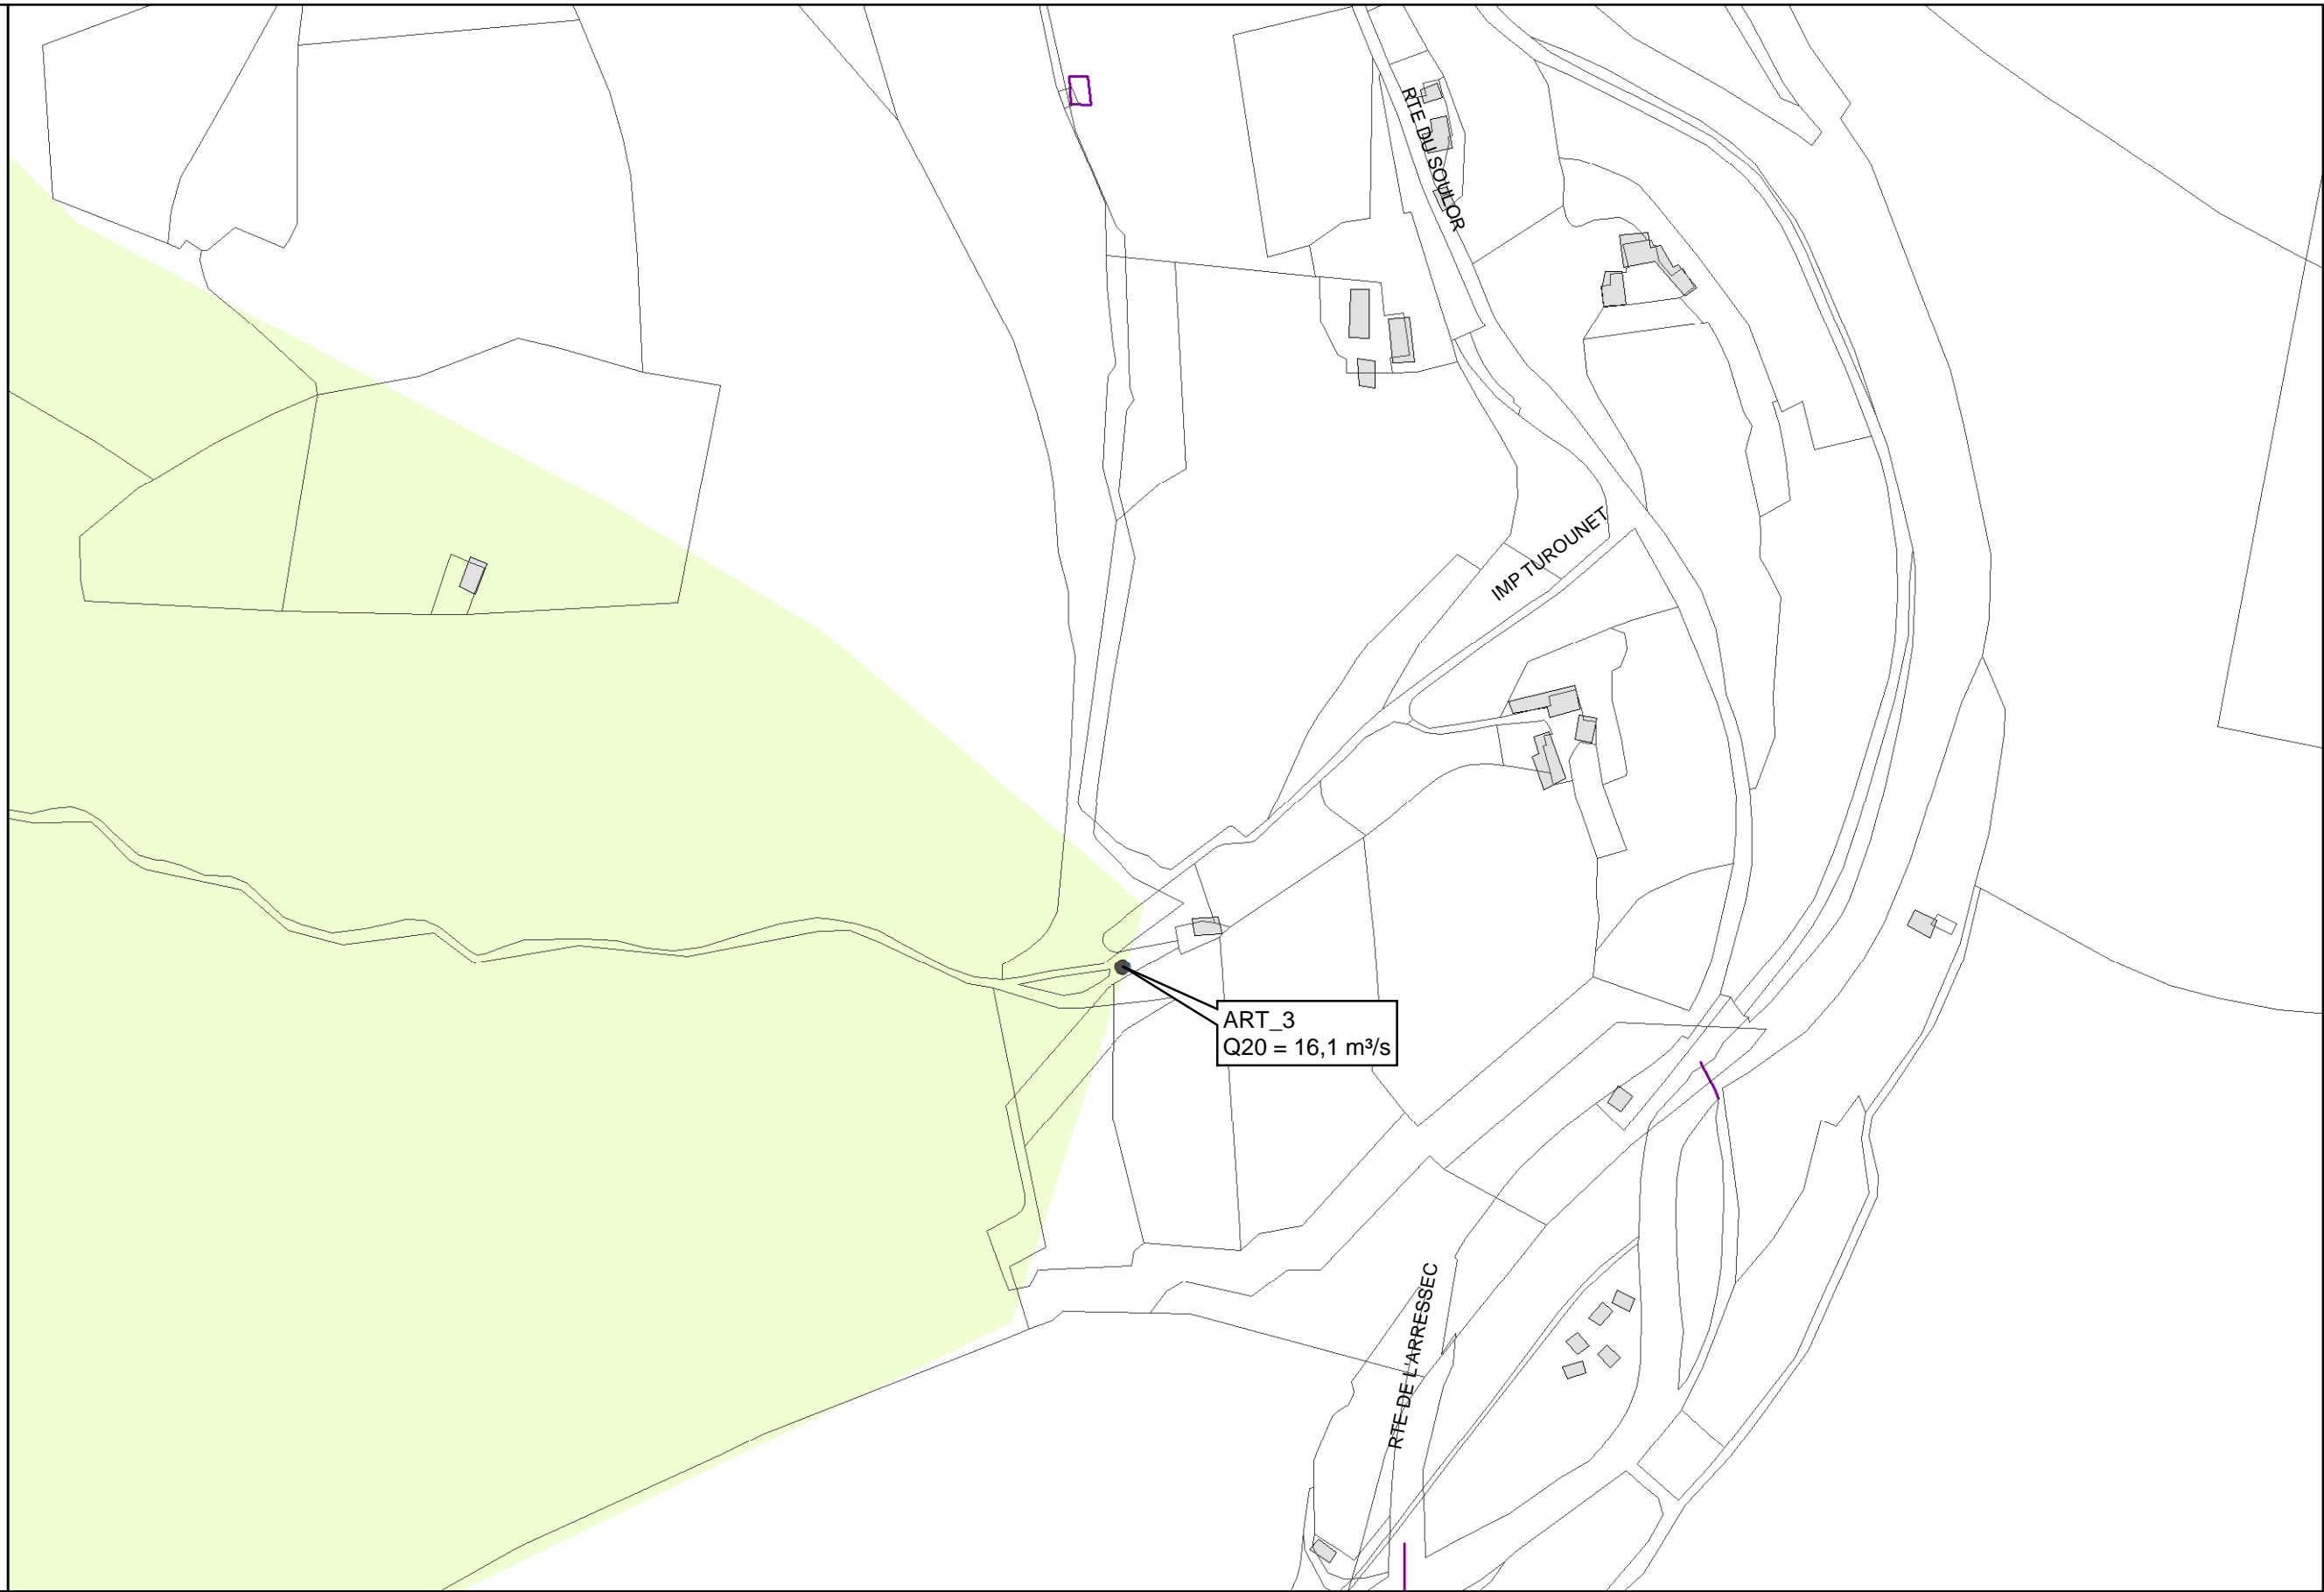 RTE DU SOULOR
IMP TUROUNET
ART_3
Q20 = 16,1 m³/s
RTE DE L'ARRESSEC